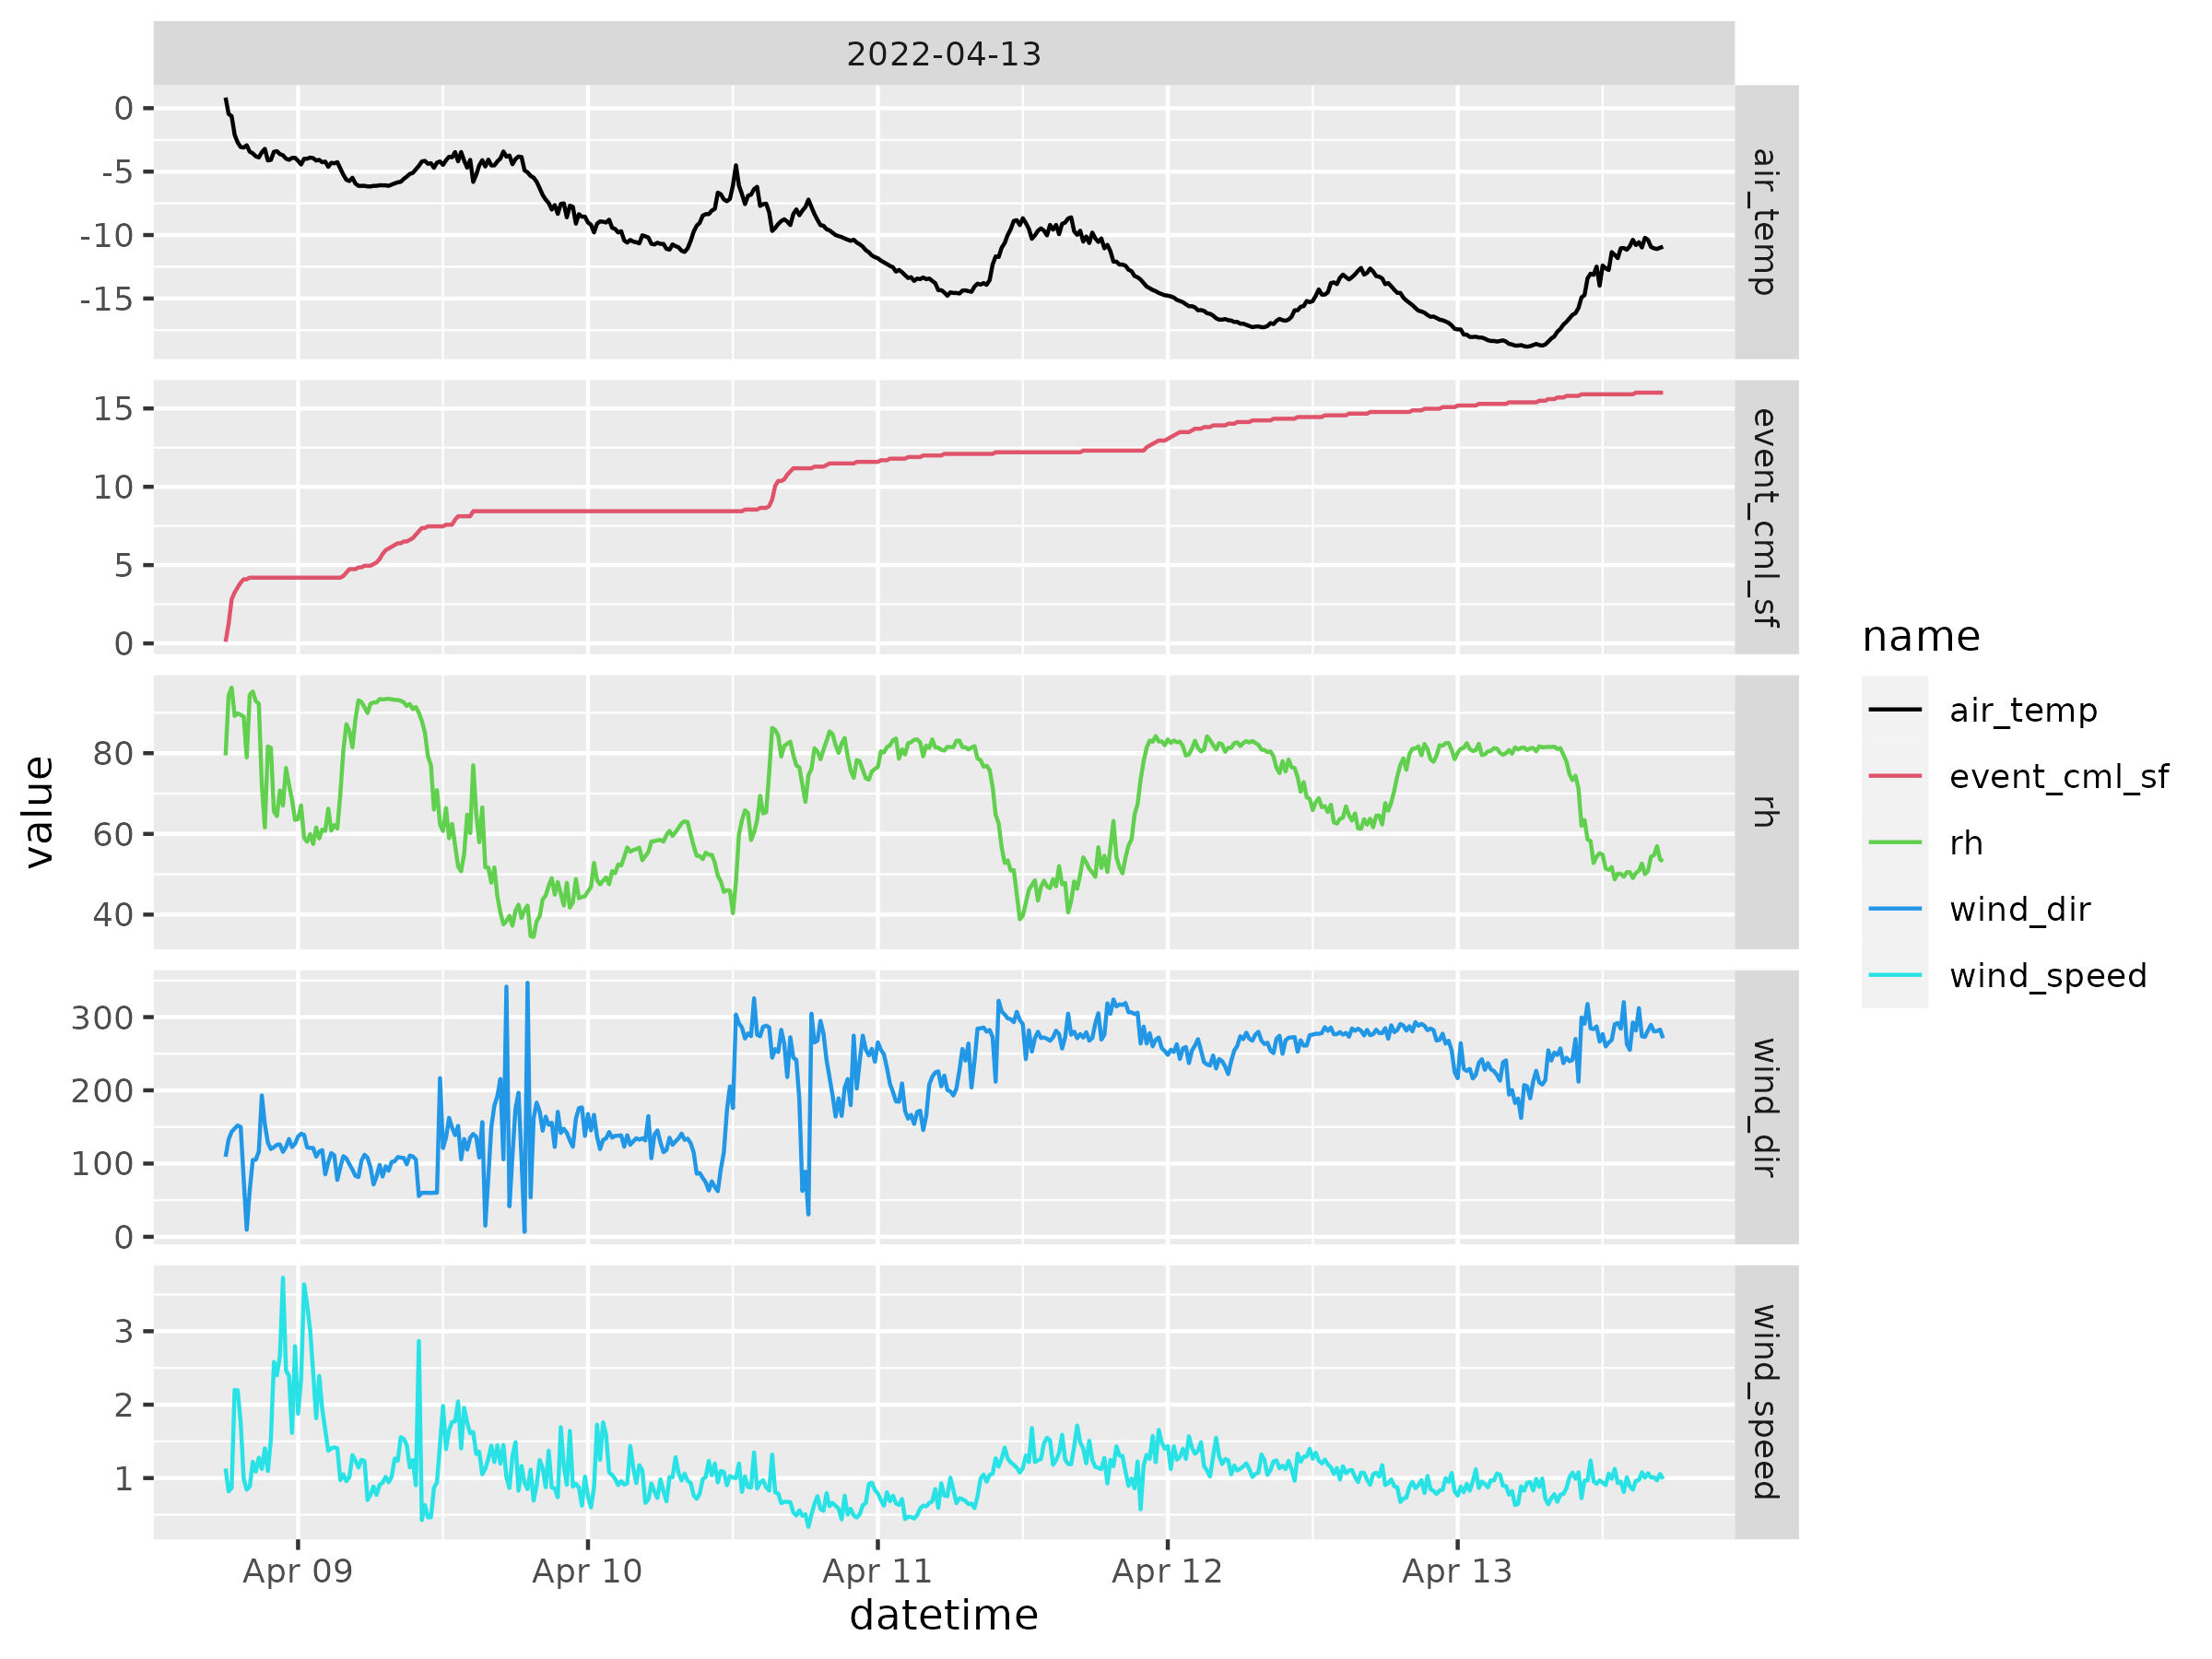 2022-04-13
0
-5
-10
-15
air_temp
15
10
5
0
event_cml_sf
80
60
40
rh
300
200
100
0
wind_dir
3
2
1
wind_speed
Apr 09 Apr 10 Apr 11 Apr 12 Apr 13
datetime
value
name
air_temp
event_cml_sf
rh
wind_dir
wind_speed